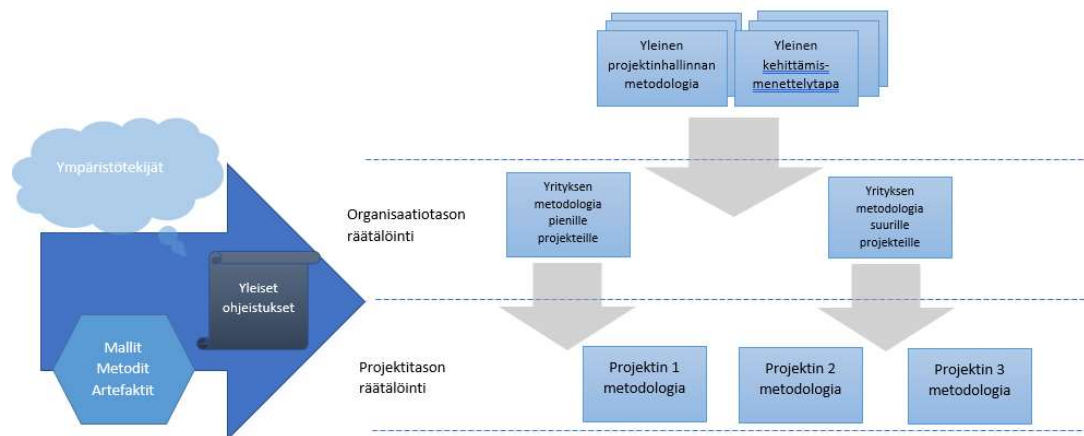 Yleinen
projektinhallinnan
metodologia
Yleinen
kehittämis-
menettelytapa
Ympäristötekijät
Yleiset
ohjeistukset
Mallit
Metodit
Artefaktit
Organisaatiotason
räätälöinti
Yrityksen
metodologia
pienille
projekteille
Yrityksen
metodologia
suurille
projekteille
Projektitason
räätälöinti
Projektin 1
metodologia
Projektin 2
metodologia
Projektin 3
metodologia